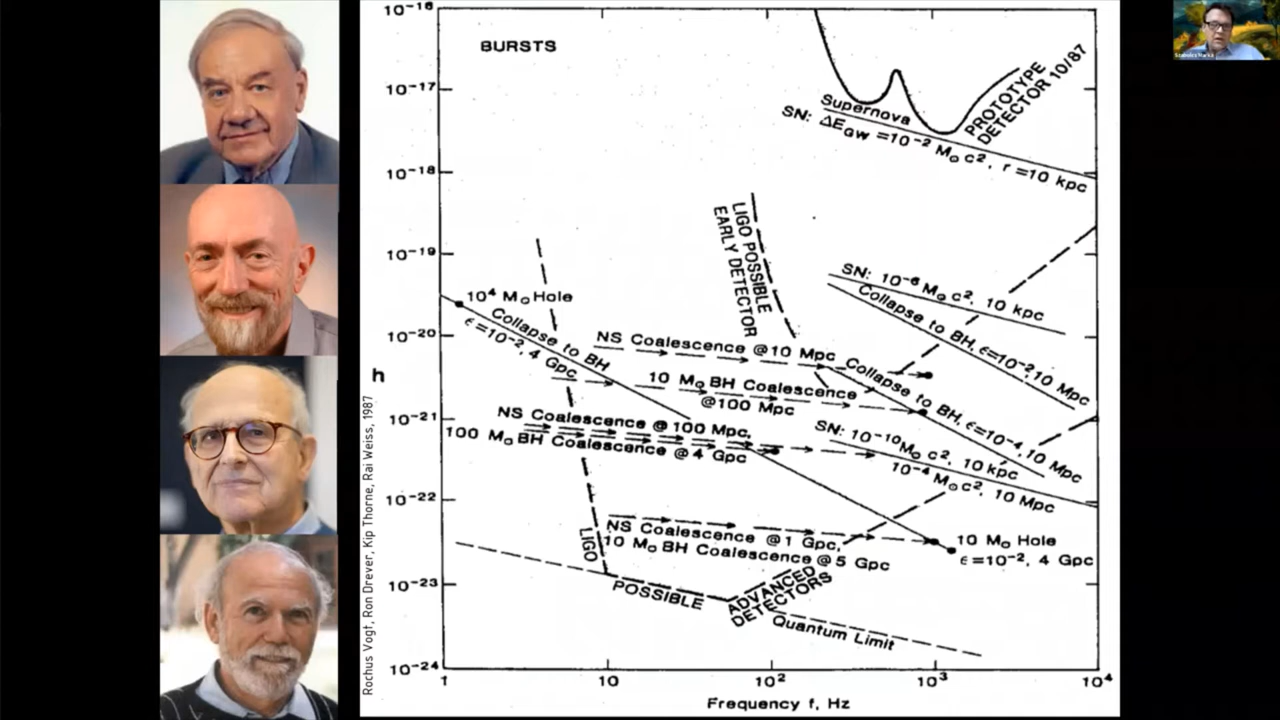 10-16
BURSTS
10-17
10-18
10-19
10-20
h
10-21
10-22
10-23
10-24
1
10
10²
10³
10⁴
Frequency f, Hz
PROTOTYPE
DETECTOR 10/87
Supernova
SN: ΔE_GW =10-² M⊙ c², r=10 kpc
LIGO POSSIBLE
EARLY DETECTOR
SN: 10-⁶ M⊙ c², 10 kpc
Collapse to BH, ϵ=10-², 10 Mpc
10⁴ M⊙ Hole
Collapse to BH
ϵ=10-², 4 Gpc
NS Coalescence @ 10 Mpc
Collapse to BH, ϵ=10-⁴, 10 Mpc
10 M⊙ BH Coalescence
@100 Mpc
NS Coalescence @ 100 Mpc,
100 M⊙ BH Coalescence @ 4 Gpc
SN: 10-¹⁰ M⊙ c², 10 kpc
10-⁴ M⊙ c², 10 Mpc
NS Coalescence @ 1 Gpc,
10 M⊙ BH Coalescence @ 5 Gpc
10 M⊙ Hole
ϵ=10-², 4 Gpc
LIGO
POSSIBLE
ADVANCED
DETECTORS
Quantum Limit
Rochus Vogt, Ron Drever, Kip Thorne, Rai Weiss, 1987